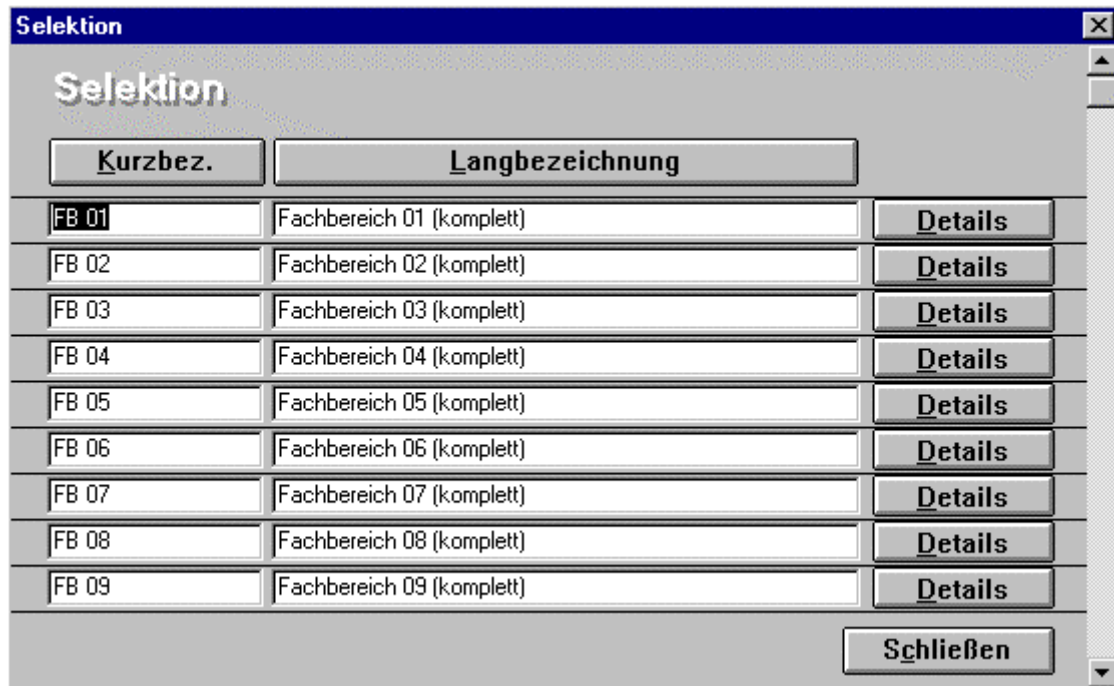 Selektion
Selektion
Kurzbez. Langbezeichnung
FB 01 Fachbereich 01 (komplett) Details
FB 02 Fachbereich 02 (komplett) Details
FB 03 Fachbereich 03 (komplett) Details
FB 04 Fachbereich 04 (komplett) Details
FB 05 Fachbereich 05 (komplett) Details
FB 06 Fachbereich 06 (komplett) Details
FB 07 Fachbereich 07 (komplett) Details
FB 08 Fachbereich 08 (komplett) Details
FB 09 Fachbereich 09 (komplett) Details
Schließen